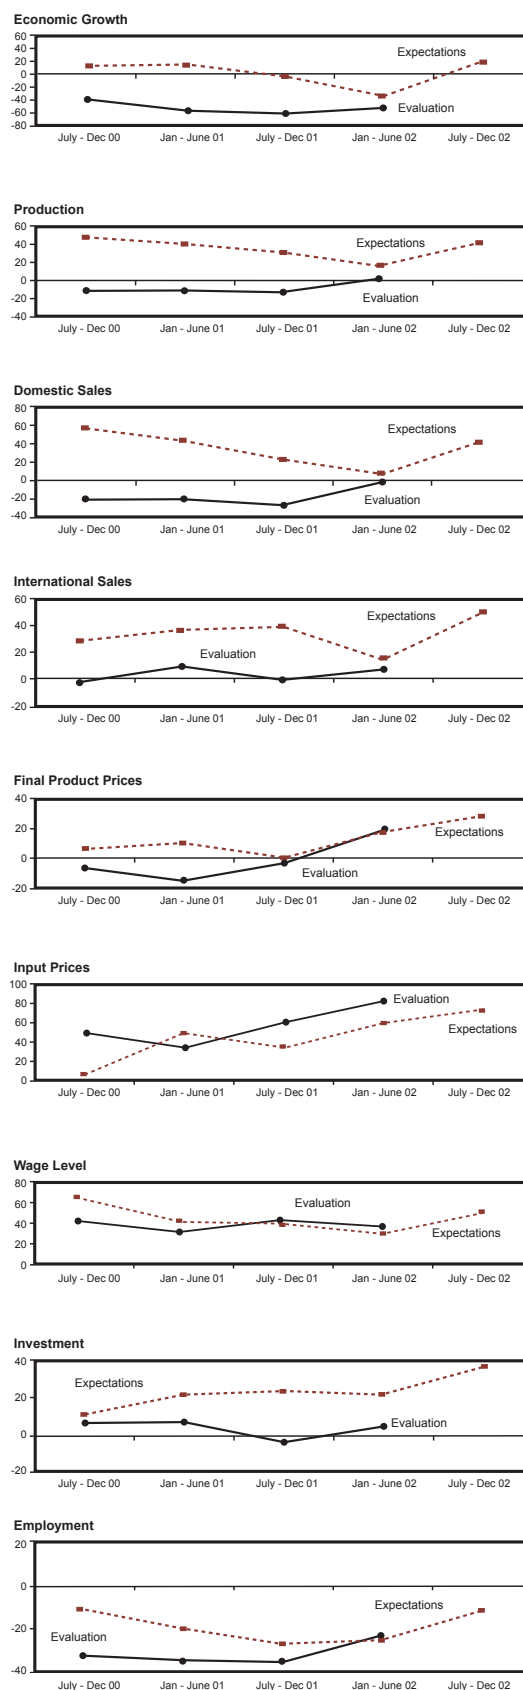 Economic Growth
60
40
Expectations
20
0
-20
-40
Evaluation
-60
-80
July - Dec 00 Jan - June 01 July - Dec 01 Jan - June 02 July - Dec 02
Production
60
40
Expectations
20
0
-20
Evaluation
-40
July - Dec 00 Jan - June 01 July - Dec 01 Jan - June 02 July - Dec 02
Domestic Sales
80
60
Expectations
40
20
0
-20
Evaluation
-40
July - Dec 00 Jan - June 01 July - Dec 01 Jan - June 02 July - Dec 02
International Sales
60
Expectations
40
Evaluation
20
0
-20
July - Dec 00 Jan - June 01 July - Dec 01 Jan - June 02 July - Dec 02
Final Product Prices
40
20
Expectations
0
Evaluation
-20
July - Dec 00 Jan - June 01 July - Dec 01 Jan - June 02 July - Dec 02
Input Prices
100
Evaluation
80
60
Expectations
40
20
0
July - Dec 00 Jan - June 01 July - Dec 01 Jan - June 02 July - Dec 02
Wage Level
80
Evaluation
60
40
Expectations
20
0
July - Dec 00 Jan - June 01 July - Dec 01 Jan - June 02 July - Dec 02
Investment
40
Expectations
20
Evaluation
0
-20
July - Dec 00 Jan - June 01 July - Dec 01 Jan - June 02 July - Dec 02
Employment
20
0
Expectations
-20
Evaluation
-40
July - Dec 00 Jan - June 01 July - Dec 01 Jan - June 02 July - Dec 02